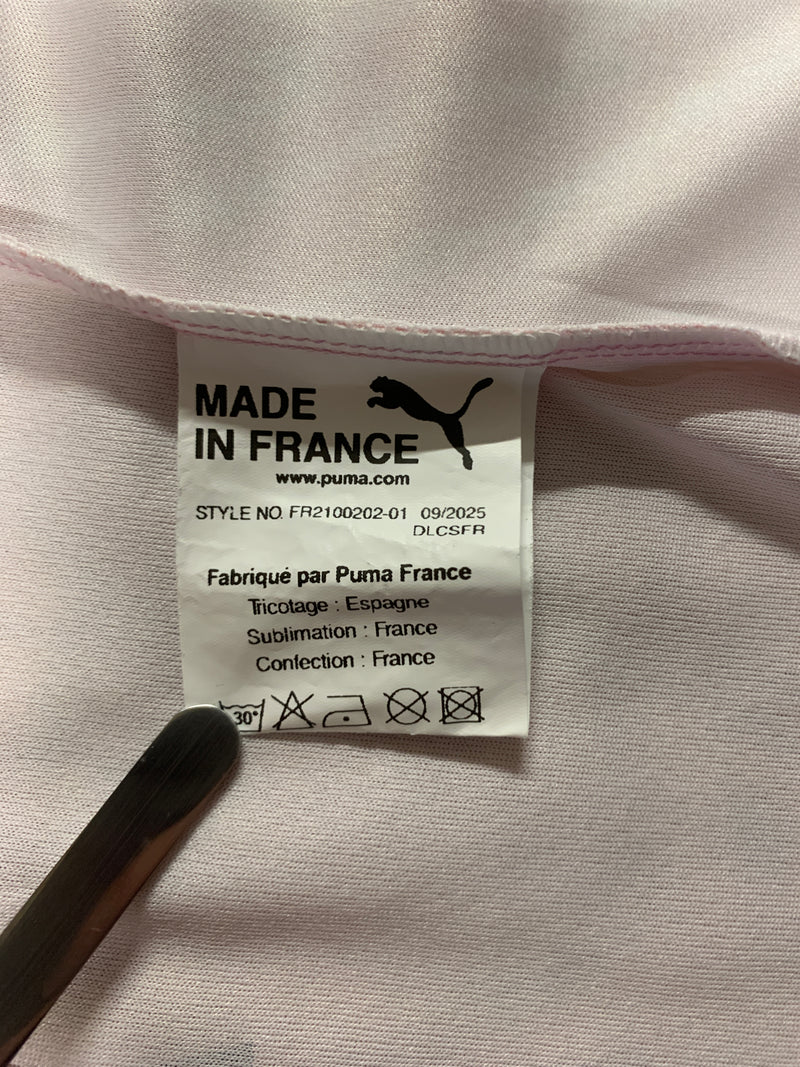 MADE
IN FRANCE
www.puma.com
STYLE NO. FR2100202-01 09/2025
DLCSFR
Fabriqué par Puma France
Tricotage : Espagne
Sublimation : France
Confection : France
30°